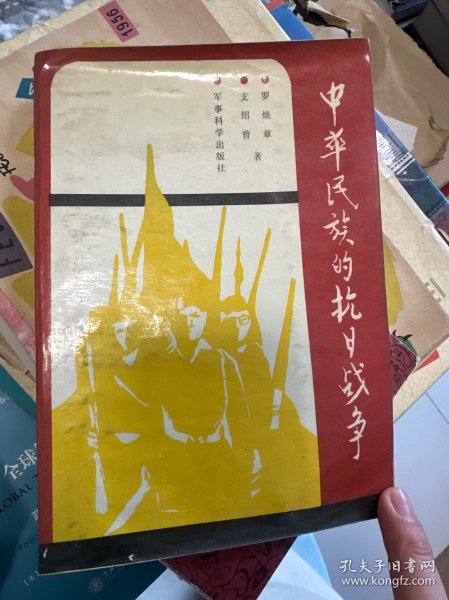 中华民族的抗日战争
罗焕章
支绍曾
著
军事科学出版社
1956
全球
GLOBAL
Polic
孔夫子旧书网
www.kongfz.com